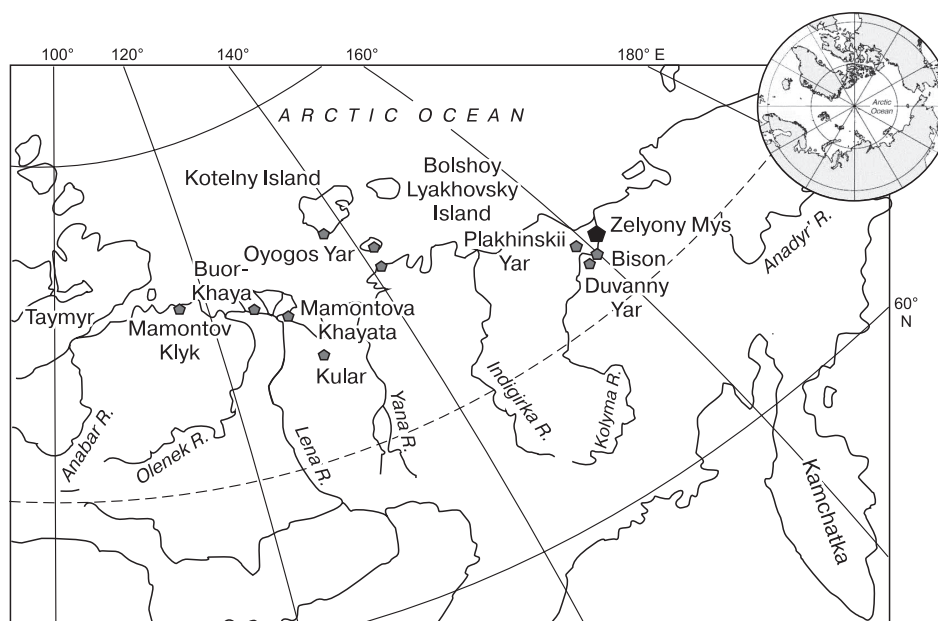 100°
120°
140°
160°
180° E
ARCTIC OCEAN
Arctic
Ocean
Kotelny Island
Bolshoy
Lyakhovsky
Island
Zelyony Mys
Plakhinskii
Yar
Oyogos Yar
Bison
Duvanny
Yar
Anadyr' R.
Buor-
Khaya
Taymyr
Mamontov
Klyk
Mamontova
Khayata
Kular
60°
N
Anabar R.
Olenek R.
Lena R.
Yana R.
Indigirka R.
Kolyma R.
Kamchatka